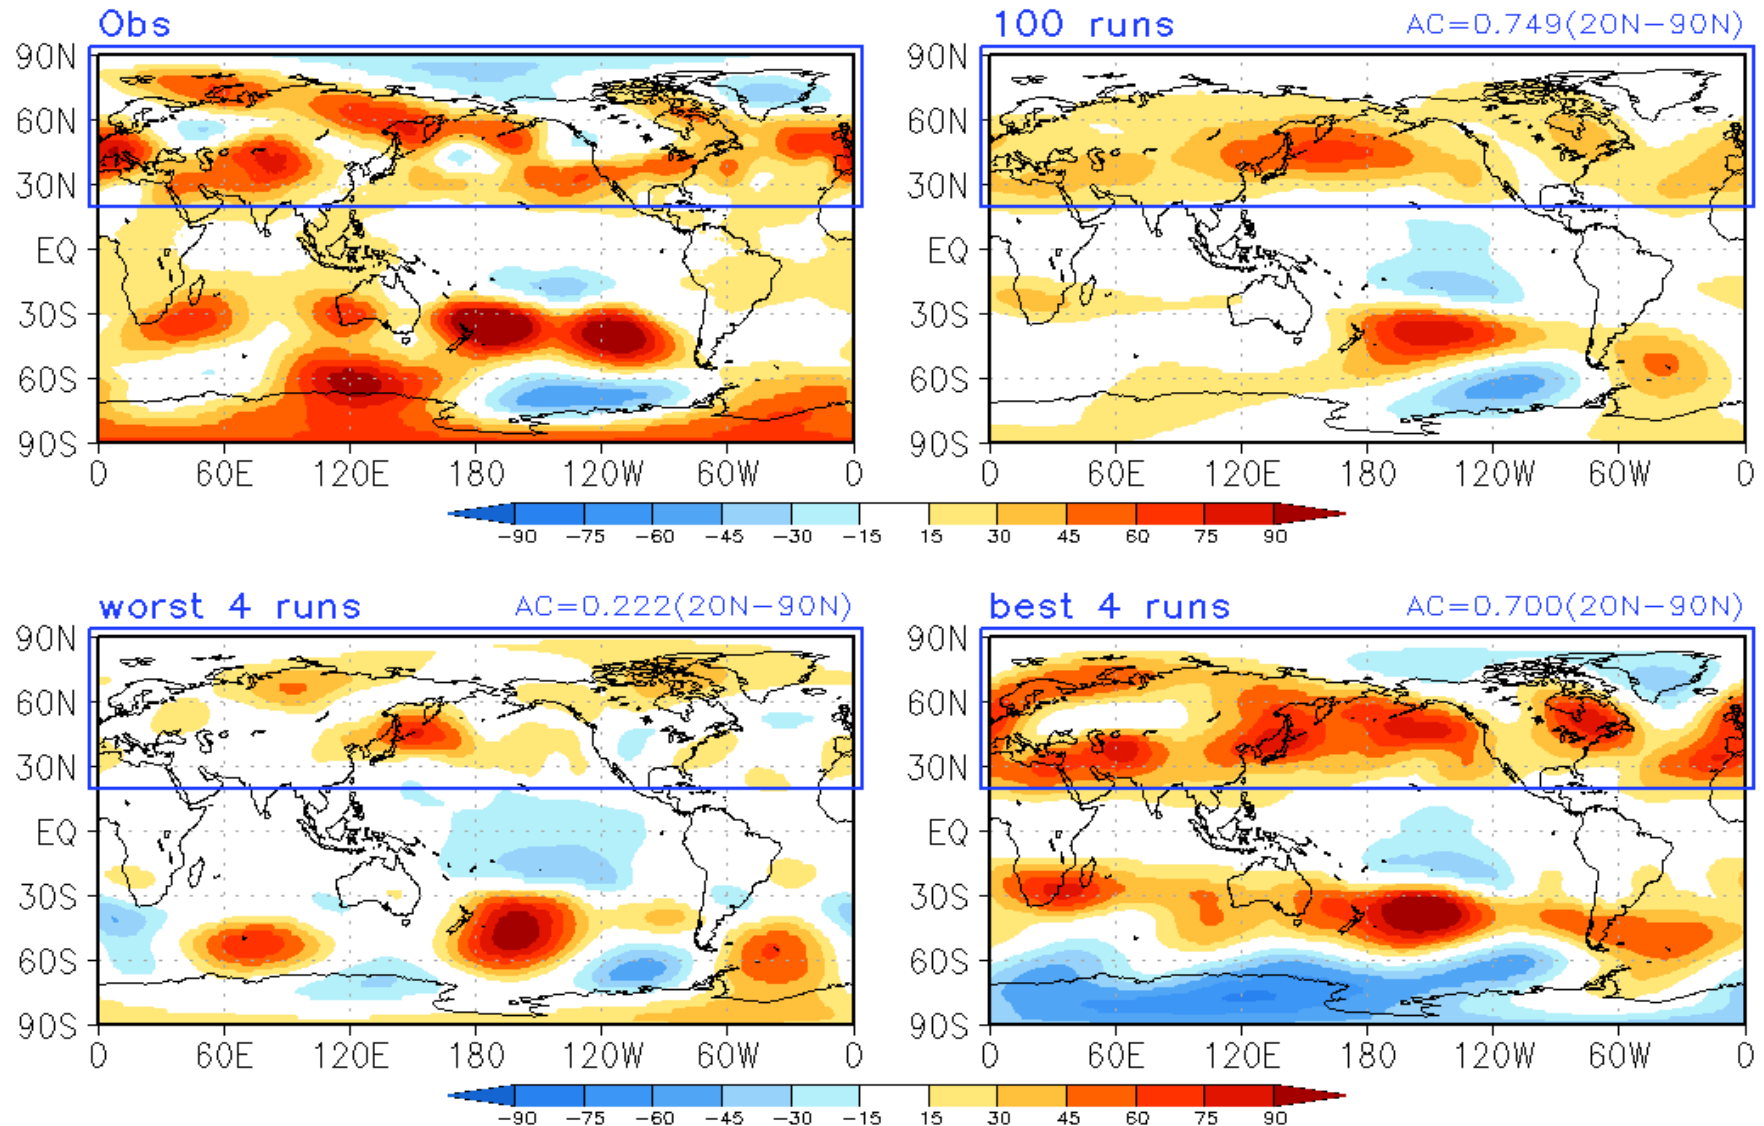 Obs
100 runs AC=0.749(20N−90N)
90N
60N
30N
EQ
30S
60S
90S
0 60E 120E 180 120W 60W 0
90N
60N
30N
EQ
30S
60S
90S
0 60E 120E 180 120W 60W 0
−90 −75 −60 −45 −30 −15 15 30 45 60 75 90
worst 4 runs AC=0.222(20N−90N)
best 4 runs AC=0.700(20N−90N)
90N
60N
30N
EQ
30S
60S
90S
0 60E 120E 180 120W 60W 0
90N
60N
30N
EQ
30S
60S
90S
0 60E 120E 180 120W 60W 0
−90 −75 −60 −45 −30 −15 15 30 45 60 75 90